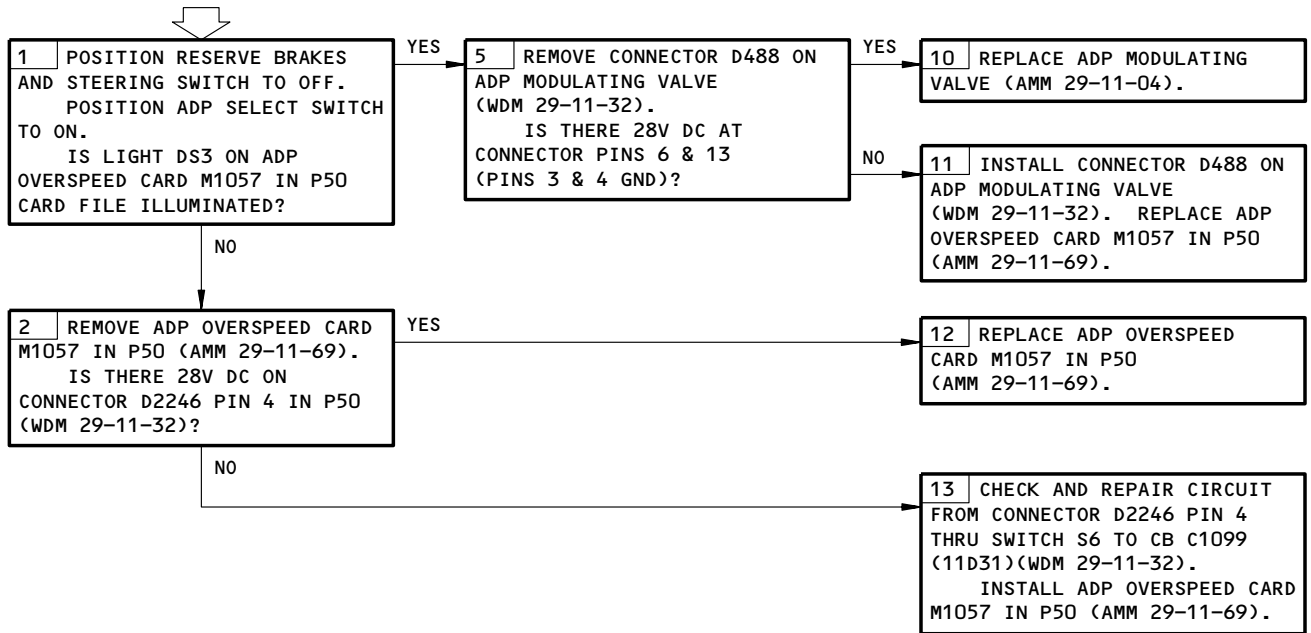 1 POSITION RESERVE BRAKES
AND STEERING SWITCH TO OFF.
POSITION ADP SELECT SWITCH
TO ON.
IS LIGHT DS3 ON ADP
OVERSPEED CARD M1057 IN P50
CARD FILE ILLUMINATED?
YES
NO
5 REMOVE CONNECTOR D488 ON
ADP MODULATING VALVE
(WDM 29-11-32).
IS THERE 28V DC AT
CONNECTOR PINS 6 & 13
(PINS 3 & 4 GND)?
YES
NO
10 REPLACE ADP MODULATING
VALVE (AMM 29-11-04).
11 INSTALL CONNECTOR D488 ON
ADP MODULATING VALVE
(WDM 29-11-32). REPLACE ADP
OVERSPEED CARD M1057 IN P50
(AMM 29-11-69).
2 REMOVE ADP OVERSPEED CARD
M1057 IN P50 (AMM 29-11-69).
IS THERE 28V DC ON
CONNECTOR D2246 PIN 4 IN P50
(WDM 29-11-32)?
YES
NO
12 REPLACE ADP OVERSPEED
CARD M1057 IN P50
(AMM 29-11-69).
13 CHECK AND REPAIR CIRCUIT
FROM CONNECTOR D2246 PIN 4
THRU SWITCH S6 TO CB C1099
(11D31)(WDM 29-11-32).
INSTALL ADP OVERSPEED CARD
M1057 IN P50 (AMM 29-11-69).